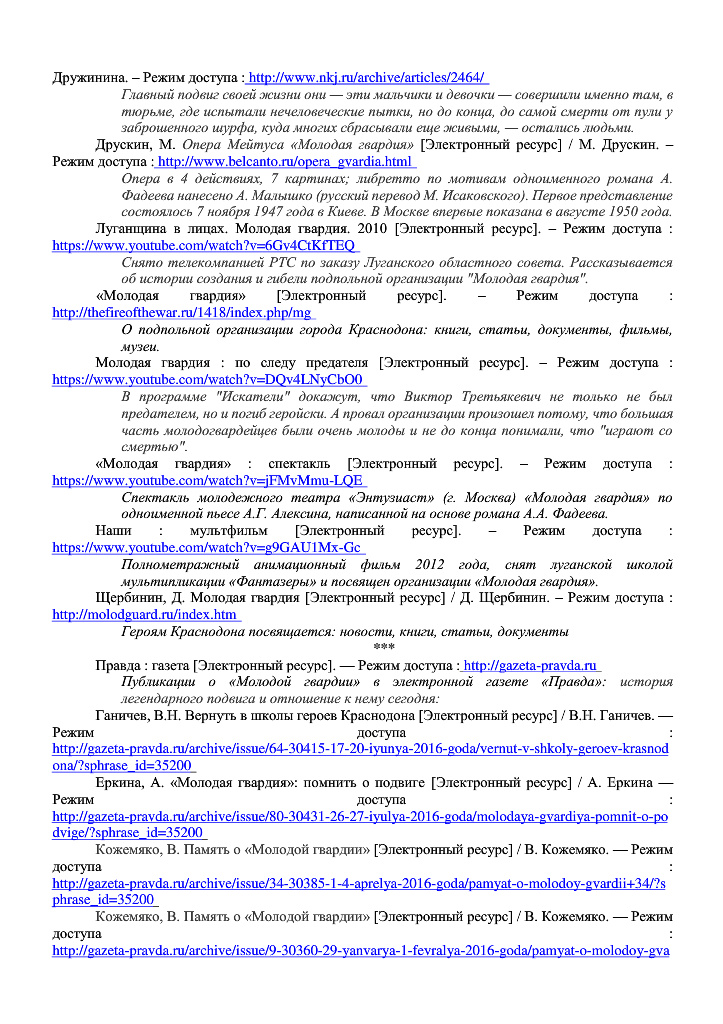 Дружинина. – Режим доступа : http://www.nkj.ru/archive/articles/2464/
Главный подвиг своей жизни они — эти мальчики и девочки — совершили именно там, в
тюрьме, где испытали нечеловеческие пытки, но до конца, до самой смерти от пули у
заброшенного шурфа, куда многих сбрасывали еще живыми, — остались людьми.
Друскин, М. Опера Мейтуса «Молодая гвардия» [Электронный ресурс] / М. Друскин. –
Режим доступа : http://www.belcanto.ru/opera_gvardia.html
Опера в 4 действиях, 7 картинах; либретто по мотивам одноименного романа А.
Фадеева нанесено А. Малышко (русский перевод М. Исаковского). Первое представление
состоялось 7 ноября 1947 года в Киеве. В Москве впервые показана в августе 1950 года.
Луганщина в лицах. Молодая гвардия. 2010 [Электронный ресурс]. – Режим доступа :
https://www.youtube.com/watch?v=6Gv4CtKfTEQ
Снято телекомпанией РТС по заказу Луганского областного совета. Рассказывается
об истории создания и гибели подпольной организации "Молодая гвардия".
«Молодая гвардия» [Электронный ресурс]. – Режим доступа :
http://thefireofthewar.ru/1418/index.php/mg
О подпольной организации города Краснодона: книги, статьи, документы, фильмы,
музеи.
Молодая гвардия : по следу предателя [Электронный ресурс]. – Режим доступа :
https://www.youtube.com/watch?v=DQv4LNyCbO0
В программе "Искатели" докажут, что Виктор Третьякевич не только не был
предателем, но и погиб геройски. А провал организации произошел потому, что большая
часть молодогвардейцев были очень молоды и не до конца понимали, что "играют со
смертью".
«Молодая гвардия» : спектакль [Электронный ресурс]. – Режим доступа :
https://www.youtube.com/watch?v=jFMvMmu-LQE
Спектакль молодежного театра «Энтузиаст» (г. Москва) «Молодая гвардия» по
одноименной пьесе А.Г. Алексина, написанной на основе романа А.А. Фадеева.
Наши : мультфильм [Электронный ресурс]. – Режим доступа :
https://www.youtube.com/watch?v=g9GAU1Mx-Gc
Полнометражный анимационный фильм 2012 года, снят луганской школой
мультипликации «Фантазеры» и посвящен организации «Молодая гвардия».
Щербинин, Д. Молодая гвардия [Электронный ресурс] / Д. Щербинин. – Режим доступа :
http://molodguard.ru/index.htm
Героям Краснодона посвящается: новости, книги, статьи, документы
***
Правда : газета [Электронный ресурс]. — Режим доступа : http://gazeta-pravda.ru
Публикации о «Молодой гвардии» в электронной газете «Правда»: история
легендарного подвига и отношение к нему сегодня:
Ганичев, В.Н. Вернуть в школы героев Краснодона [Электронный ресурс] / В.Н. Ганичев. —
Режим доступа :
http://gazeta-pravda.ru/archive/issue/64-30415-17-20-iyunya-2016-goda/vernut-v-shkoly-geroev-krasnod
ona/?sphrase_id=35200
Еркина, А. «Молодая гвардия»: помнить о подвиге [Электронный ресурс] / А. Еркина —
Режим доступа :
http://gazeta-pravda.ru/archive/issue/80-30431-26-27-iyulya-2016-goda/molodaya-gvardiya-pomnit-o-po
dvige/?sphrase_id=35200
Кожемяко, В. Память о «Молодой гвардии» [Электронный ресурс] / В. Кожемяко. — Режим
доступа :
http://gazeta-pravda.ru/archive/issue/34-30385-1-4-aprelya-2016-goda/pamyat-o-molodoy-gvardii+34/?s
phrase_id=35200
Кожемяко, В. Память о «Молодой гвардии» [Электронный ресурс] / В. Кожемяко. — Режим
доступа :
http://gazeta-pravda.ru/archive/issue/9-30360-29-yanvarya-1-fevralya-2016-goda/pamyat-o-molodoy-gva